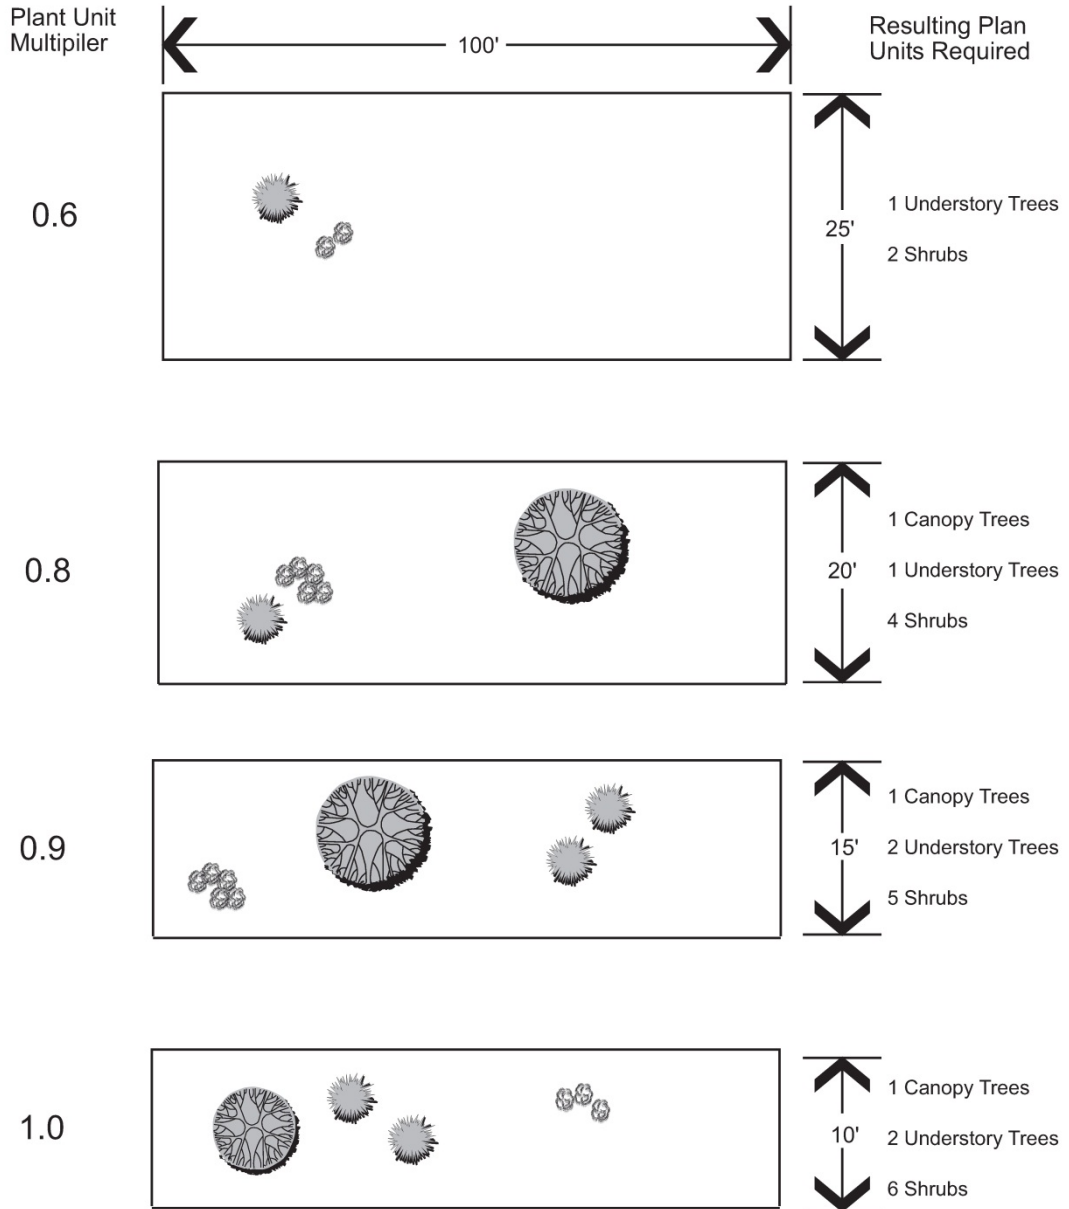 Plant Unit
Multipiler
100'
Resulting Plan
Units Required
0.6
25'
1 Understory Trees
2 Shrubs
0.8
20'
1 Canopy Trees
1 Understory Trees
4 Shrubs
0.9
15'
1 Canopy Trees
2 Understory Trees
5 Shrubs
1.0
10'
1 Canopy Trees
2 Understory Trees
6 Shrubs